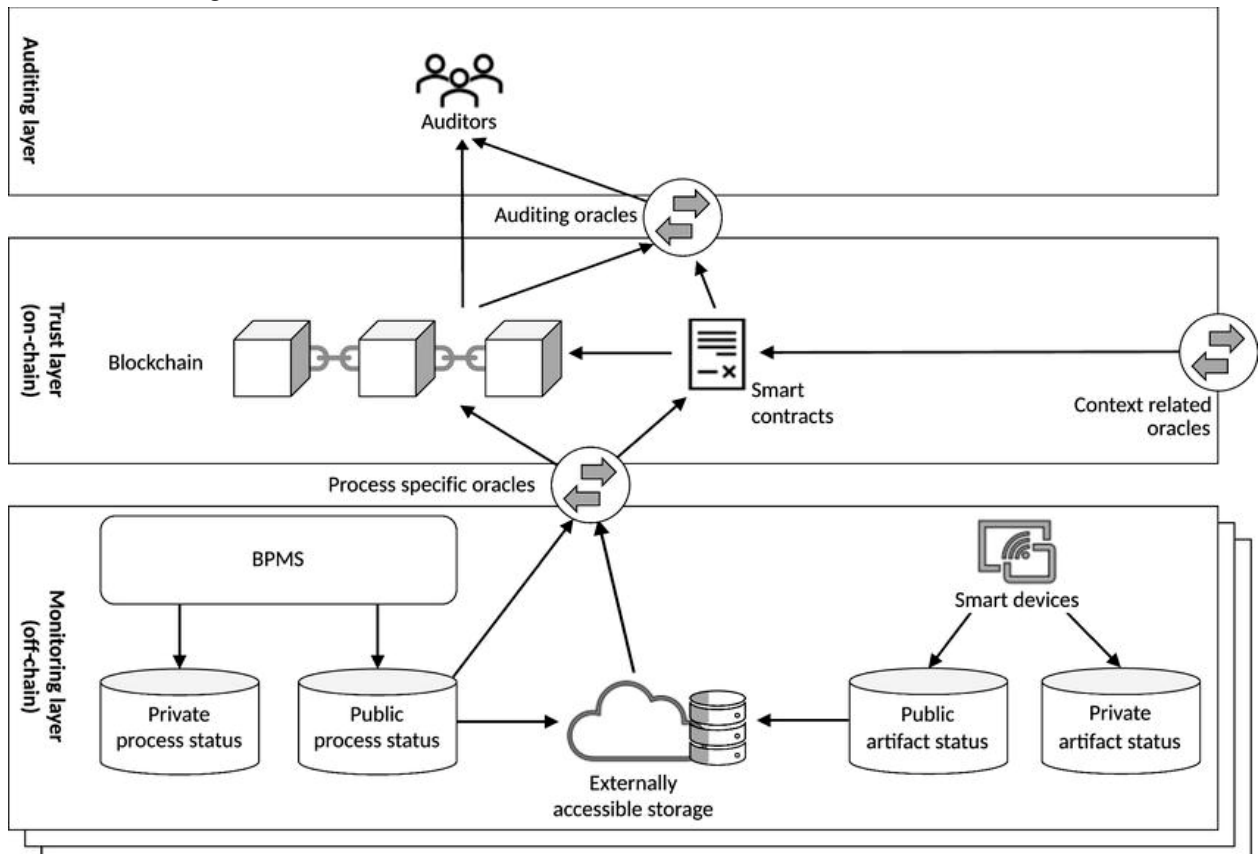 Auditing layer
Auditors
Auditing oracles
Trust layer
(on-chain)
Blockchain
Smart
contracts
Context related
oracles
Process specific oracles
Monitoring layer
(off-chain)
BPMS
Smart devices
Private
process status
Public
process status
Externally
accessible storage
Public
artifact status
Private
artifact status